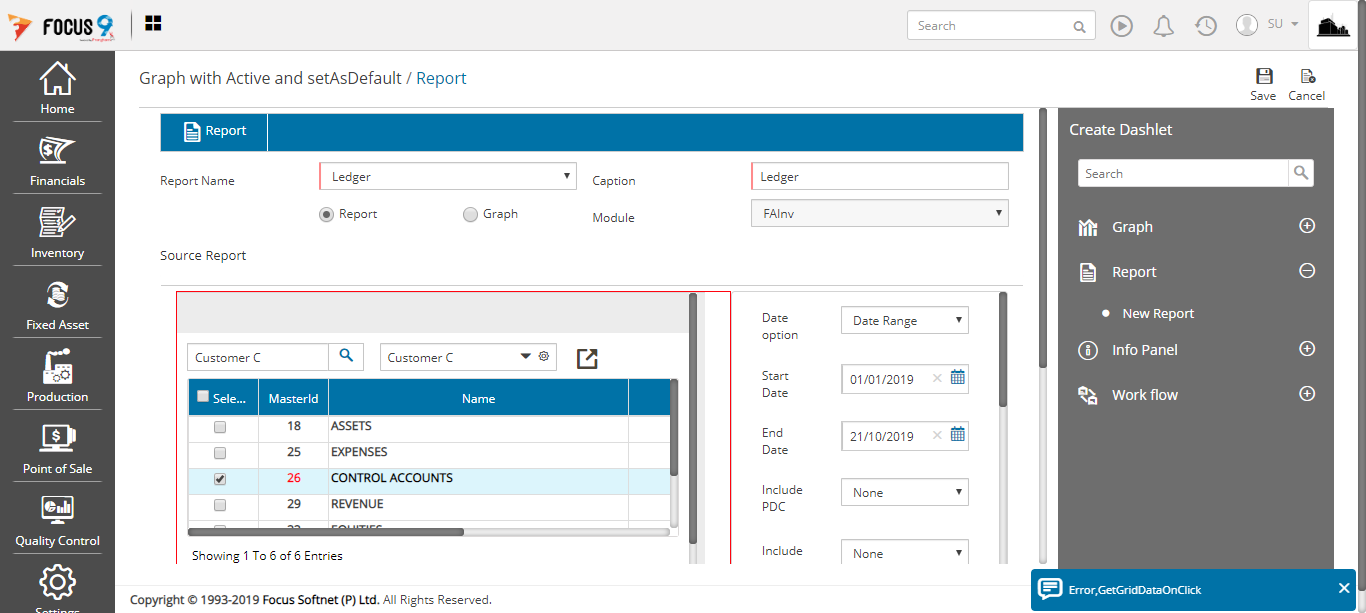 FOCUS 9
Search
SU
Home
Financials
Inventory
Fixed Asset
Production
Point of Sale
Quality Control
Settings
Graph with Active and setAsDefault / Report
Save
Cancel
Report
Report Name
Ledger
Caption
Ledger
Report
Graph
Module
FAInv
Source Report
Customer C
Customer C
Sele...
MasterId
Name
18 ASSETS
25 EXPENSES
26 CONTROL ACCOUNTS
29 REVENUE
EQUITIES
Showing 1 To 6 of 6 Entries
Date
option
Date Range
Start
Date
01/01/2019
End
Date
21/10/2019
Include
PDC
None
Include
None
Create Dashlet
Search
Graph
Report
New Report
Info Panel
Work flow
Error,GetGridDataOnClick
Copyright © 1993-2019 Focus Softnet (P) Ltd. All Rights Reserved.